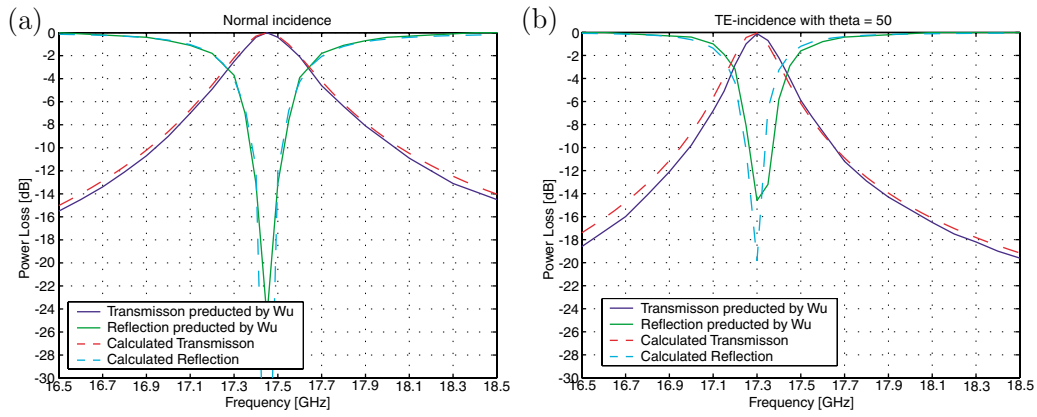 (a)
Normal incidence
Power Loss [dB]
0
-2
-4
-6
-8
-10
-12
-14
-16
-18
-20
-22
-24
-26
-28
-30
Transmisson preducted by Wu
Reflection preducted by Wu
Calculated Transmisson
Calculated Reflection
16.5 16.7 16.9 17.1 17.3 17.5 17.7 17.9 18.1 18.3 18.5
Frequency [GHz]
(b)
TE-incidence with theta = 50
Power Loss [dB]
0
-2
-4
-6
-8
-10
-12
-14
-16
-18
-20
-22
-24
-26
-28
-30
Transmisson preducted by Wu
Reflection preducted by Wu
Calculated Transmisson
Calculated Reflection
16.5 16.7 16.9 17.1 17.3 17.5 17.7 17.9 18.1 18.3 18.5
Frequency [GHz]